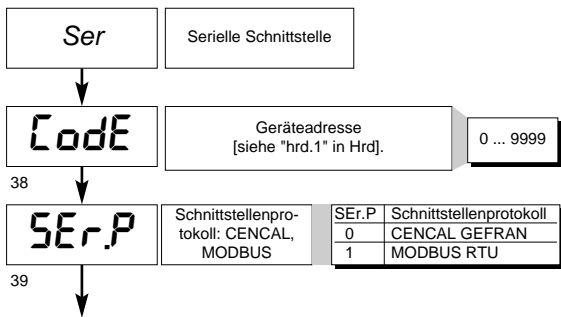 Ser
Serielle Schnittstelle
CodE
Geräteadresse
[siehe "hrd.1" in Hrd].
0 ... 9999
38
SEr.P
Schnittstellenpro-
tokoll: CENCAL,
MODBUS
SEr.P Schnittstellenprotokoll
0 CENCAL GEFRAN
1 MODBUS RTU
39